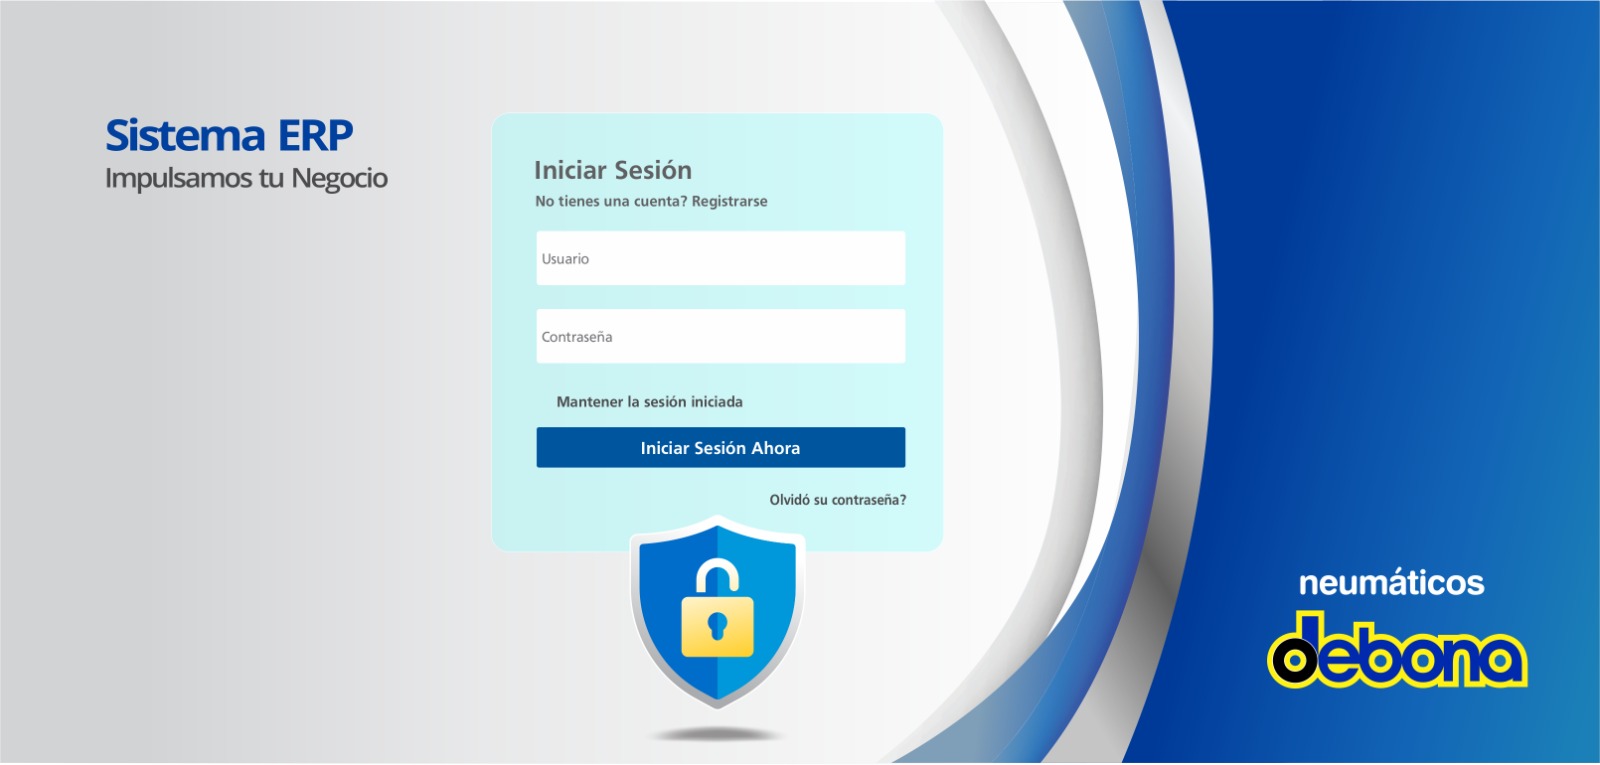 Sistema ERP
Impulsamos tu Negocio
Iniciar Sesión
No tienes una cuenta? Registrarse
Usuario
Contraseña
Mantener la sesión iniciada
Iniciar Sesión Ahora
Olvidó su contraseña?
neumáticos
debona